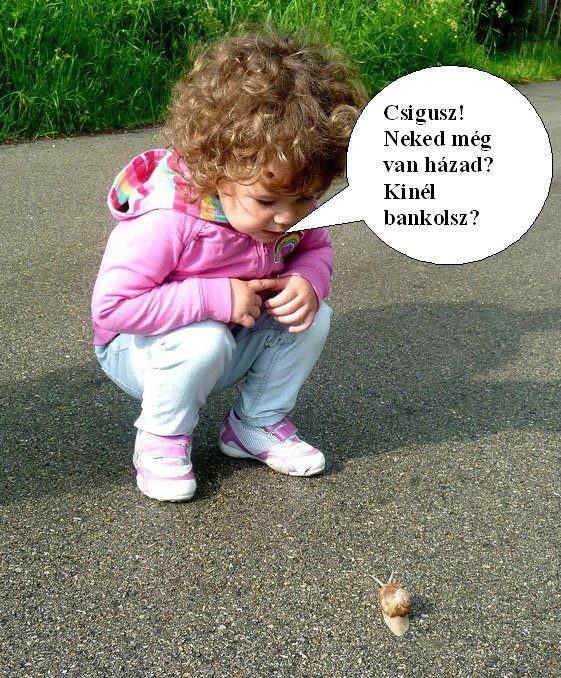 Csigusz!
Neked még
van házad?
Kinél
bankolsz?